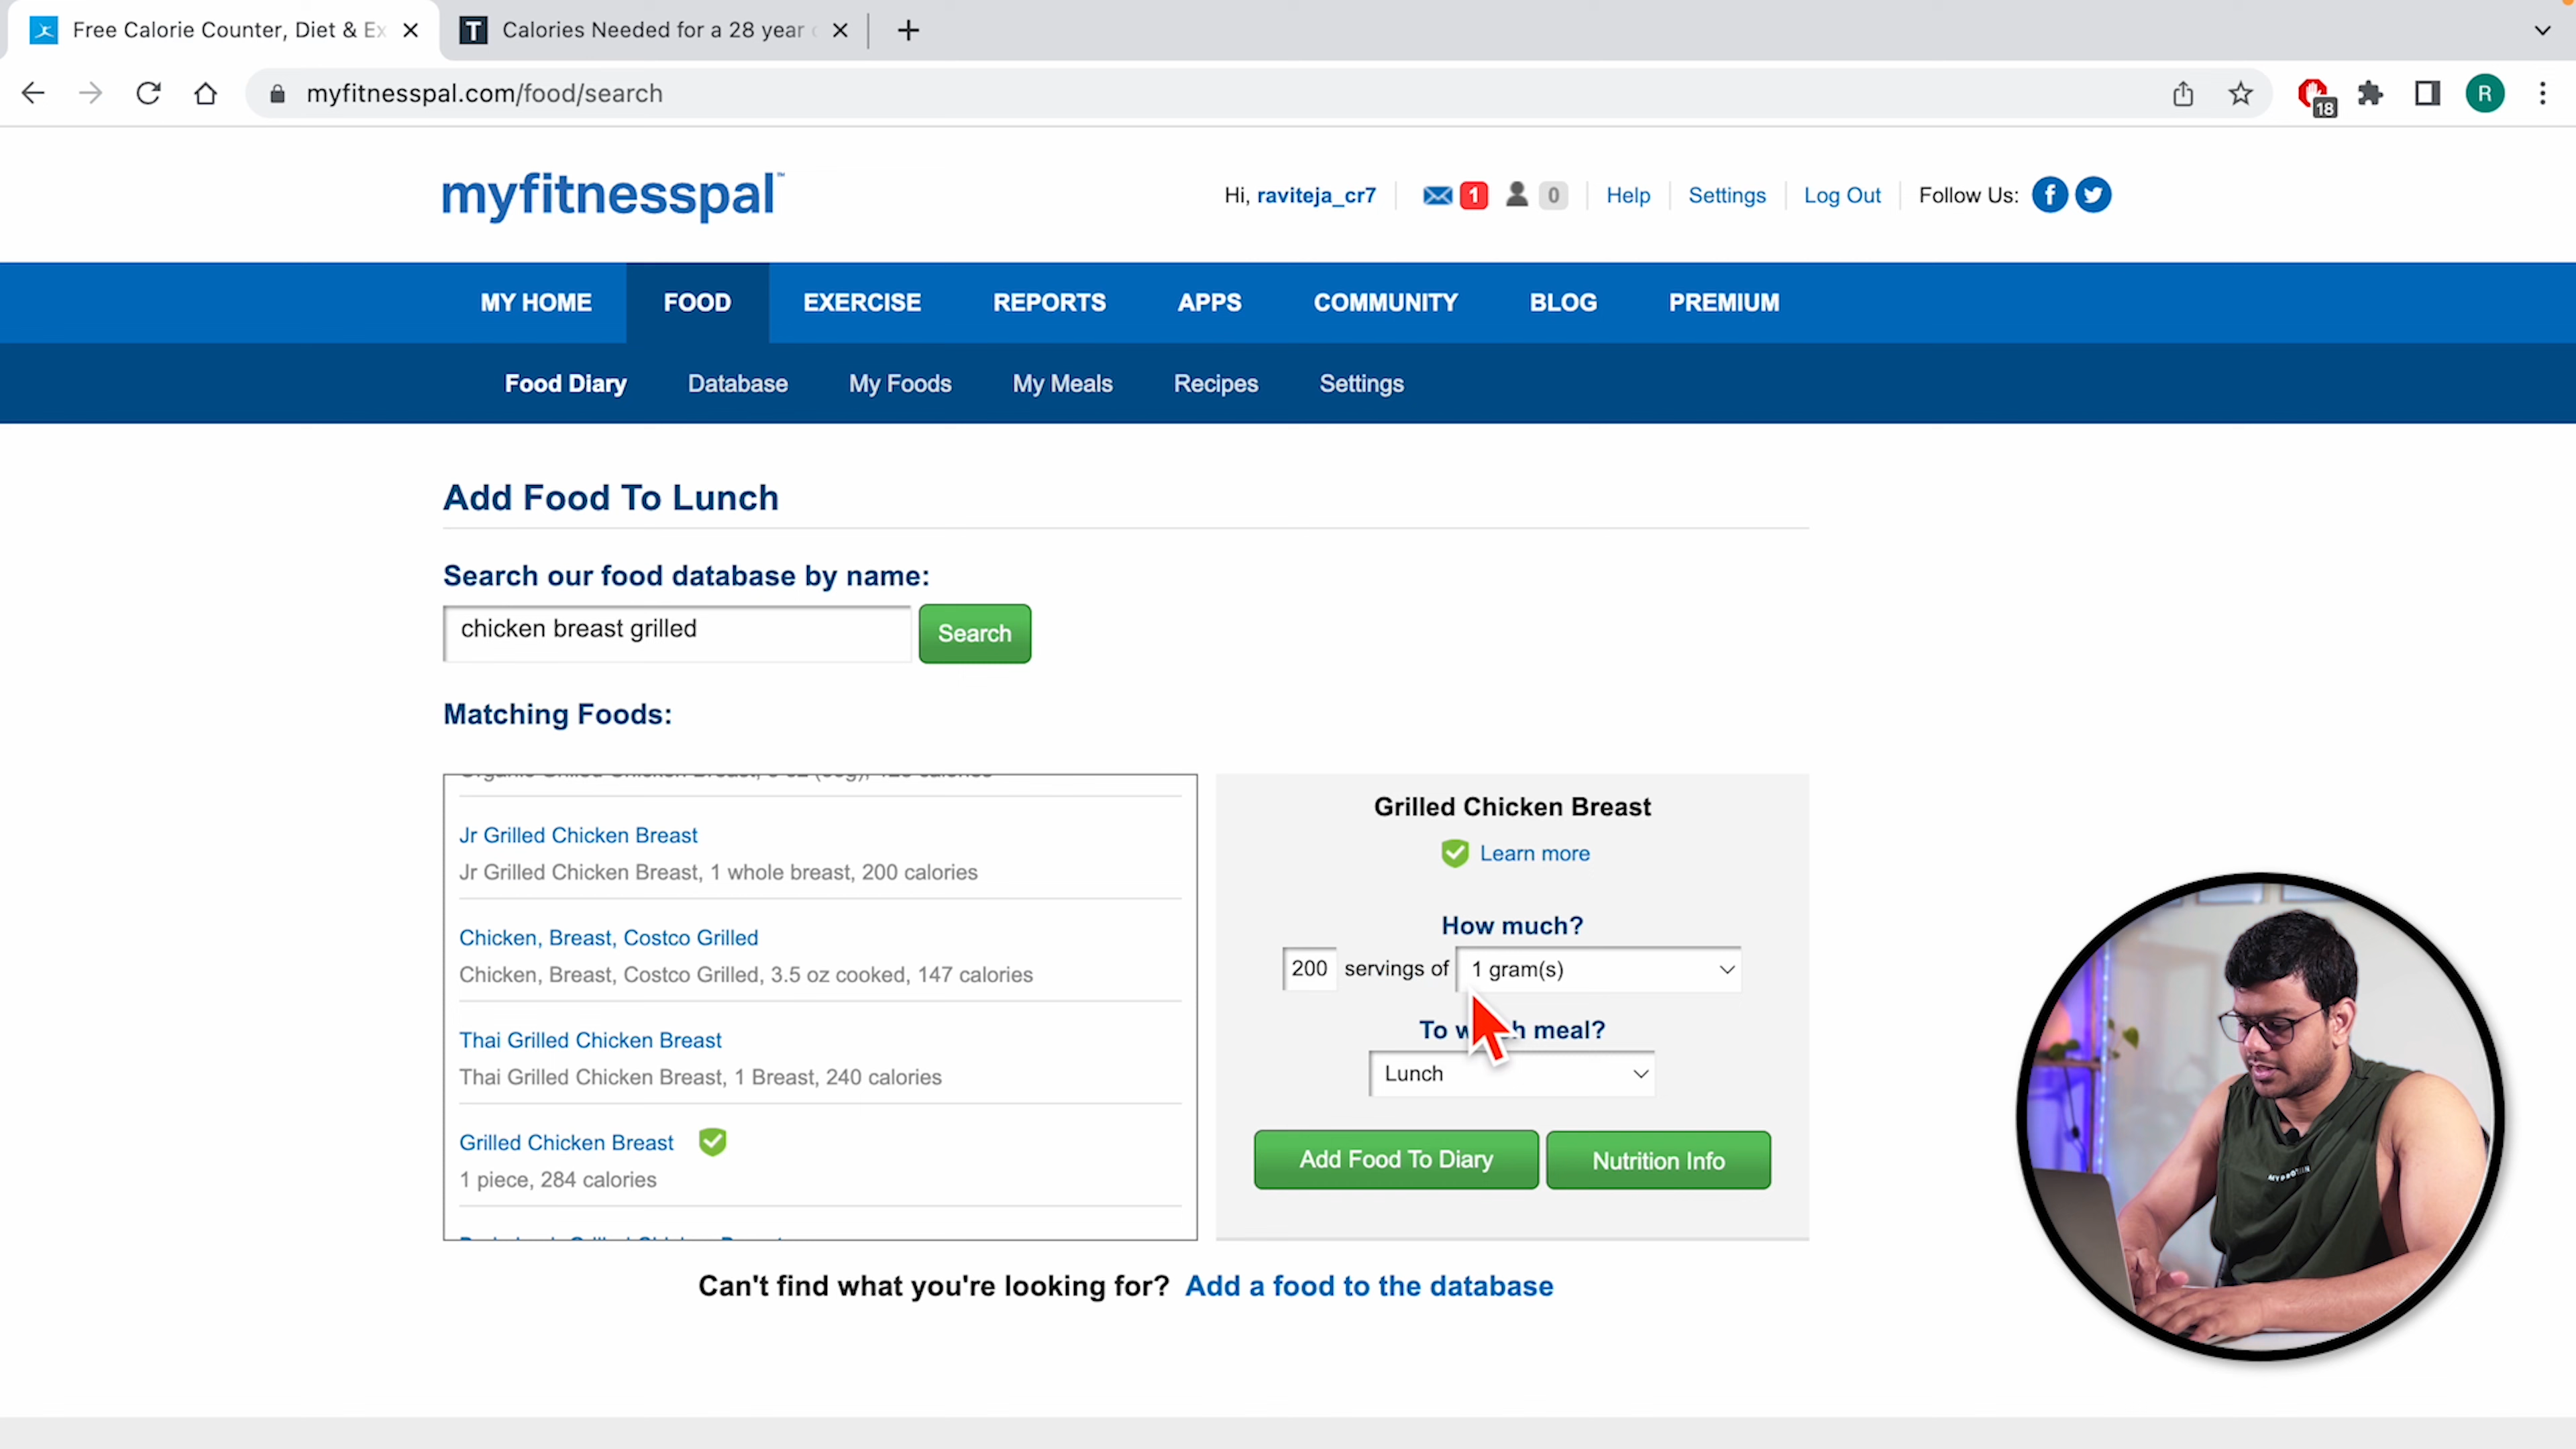 Free Calorie Counter, Diet & Ex
T Calories Needed for a 28 year
myfitnesspal.com/food/search
18
R
myfitnesspal™
Hi, raviteja_cr7 1 0 Help Settings Log Out Follow Us:
MY HOME FOOD EXERCISE REPORTS APPS COMMUNITY BLOG PREMIUM
Food Diary Database My Foods My Meals Recipes Settings
Add Food To Lunch
Search our food database by name:
chicken breast grilled Search
Matching Foods:
Jr Grilled Chicken Breast
Jr Grilled Chicken Breast, 1 whole breast, 200 calories
Chicken, Breast, Costco Grilled
Chicken, Breast, Costco Grilled, 3.5 oz cooked, 147 calories
Thai Grilled Chicken Breast
Thai Grilled Chicken Breast, 1 Breast, 240 calories
Grilled Chicken Breast
1 piece, 284 calories
Grilled Chicken Breast
Learn more
How much?
200 servings of 1 gram(s)
To which meal?
Lunch
Add Food To Diary Nutrition Info
Can't find what you're looking for? Add a food to the database
MYPROTEIN